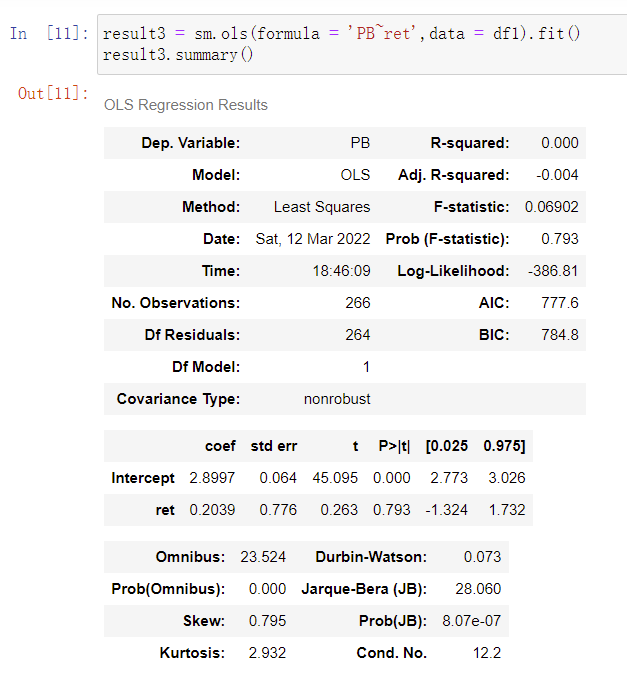 In [11]: result3 = sm.ols(formula = 'PB~ret',data = df1).fit()
result3.summary()
Out[11]:
OLS Regression Results
Dep. Variable: PB R-squared: 0.000
Model: OLS Adj. R-squared: -0.004
Method: Least Squares F-statistic: 0.06902
Date: Sat, 12 Mar 2022 Prob (F-statistic): 0.793
Time: 18:46:09 Log-Likelihood: -386.81
No. Observations: 266 AIC: 777.6
Df Residuals: 264 BIC: 784.8
Df Model: 1
Covariance Type: nonrobust
coef std err t P>|t| [0.025 0.975]
Intercept 2.8997 0.064 45.095 0.000 2.773 3.026
ret 0.2039 0.776 0.263 0.793 -1.324 1.732
Omnibus: 23.524 Durbin-Watson: 0.073
Prob(Omnibus): 0.000 Jarque-Bera (JB): 28.060
Skew: 0.795 Prob(JB): 8.07e-07
Kurtosis: 2.932 Cond. No. 12.2